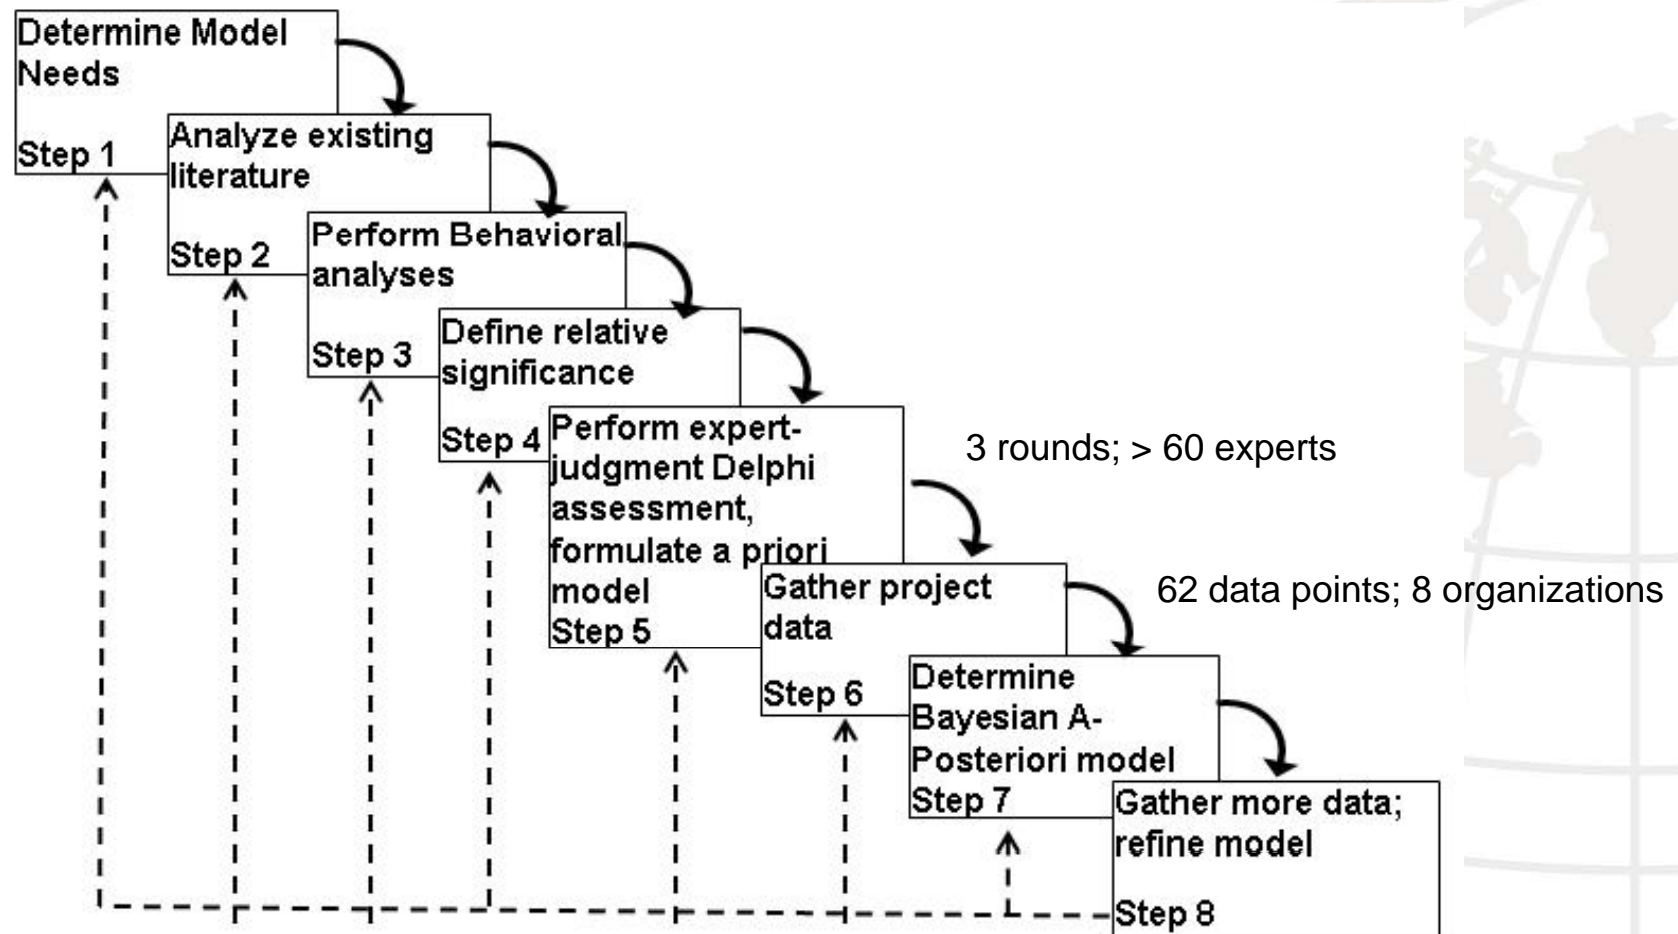 Determine Model
Needs
Step 1
Analyze existing
literature
Step 2
Perform Behavioral
analyses
Step 3
Define relative
significance
Step 4
Perform expert-
judgment Delphi
assessment,
formulate a priori
model
Step 5
3 rounds; > 60 experts
Gather project
data
Step 6
62 data points; 8 organizations
Determine
Bayesian A-
Posteriori model
Step 7
Gather more data;
refine model
Step 8